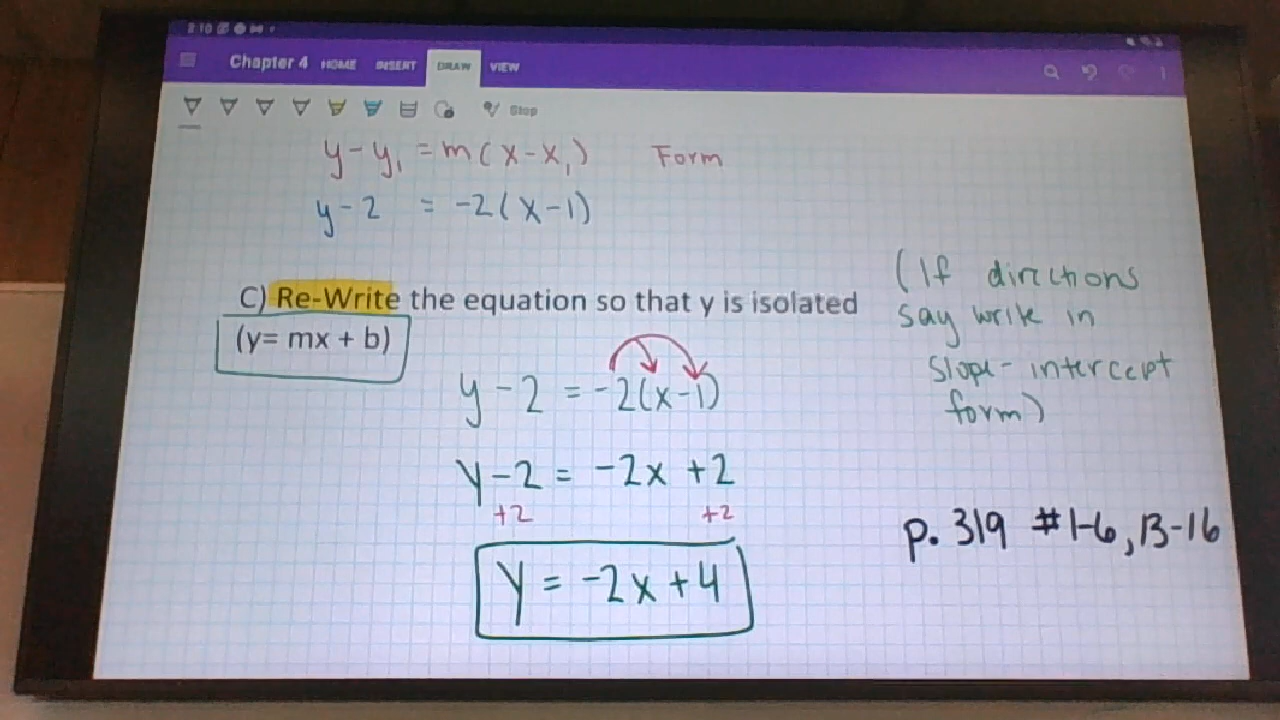 8:10
Chapter 4 HOME INSERT DRAW VIEW
Stop
y-y₁ = m(x-x₁) Form
y-2 = -2(x-1)
C) Re-Write the equation so that y is isolated
(y= mx + b)
(If directions
say write in
slope-intercept
form)
y-2 = -2(x-1)
y-2 = -2x +2
+2 +2
y = -2x+4
p. 319 #1-6, 13-16